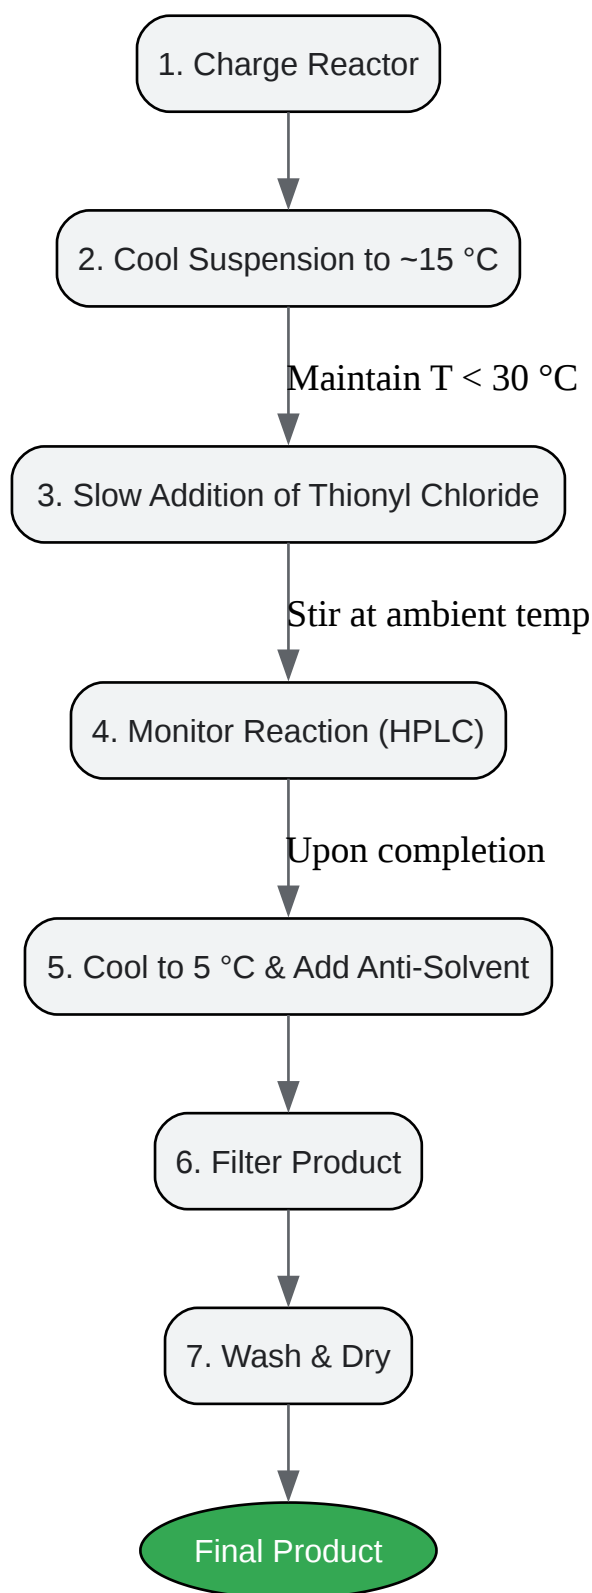 1. Charge Reactor
2. Cool Suspension to ~15 °C
Maintain T < 30 °C
3. Slow Addition of Thionyl Chloride
Stir at ambient temp
4. Monitor Reaction (HPLC)
Upon completion
5. Cool to 5 °C & Add Anti-Solvent
6. Filter Product
7. Wash & Dry
Final Product